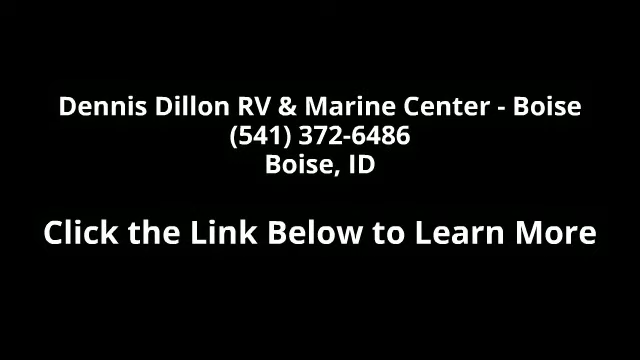 Dennis Dillon RV & Marine Center - Boise
(541) 372-6486
Boise, ID
Click the Link Below to Learn More